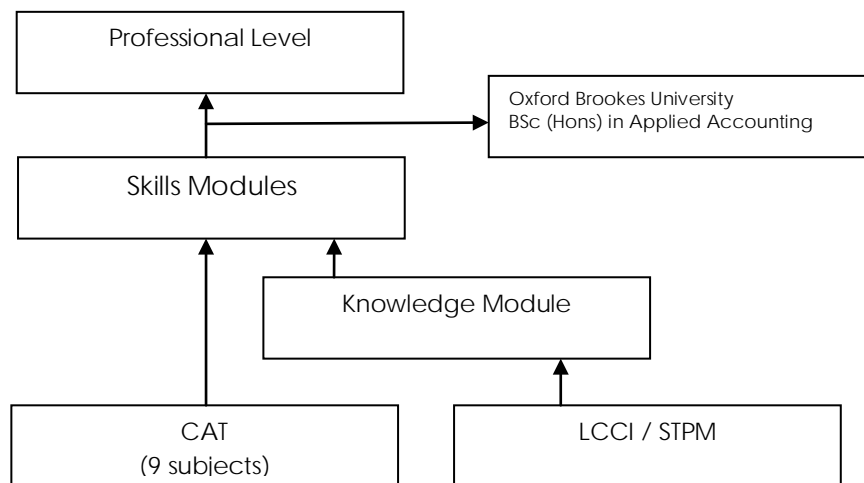 Professional Level
Oxford Brookes University
BSc (Hons) in Applied Accounting
Skills Modules
Knowledge Module
CAT
(9 subjects)
LCCI / STPM